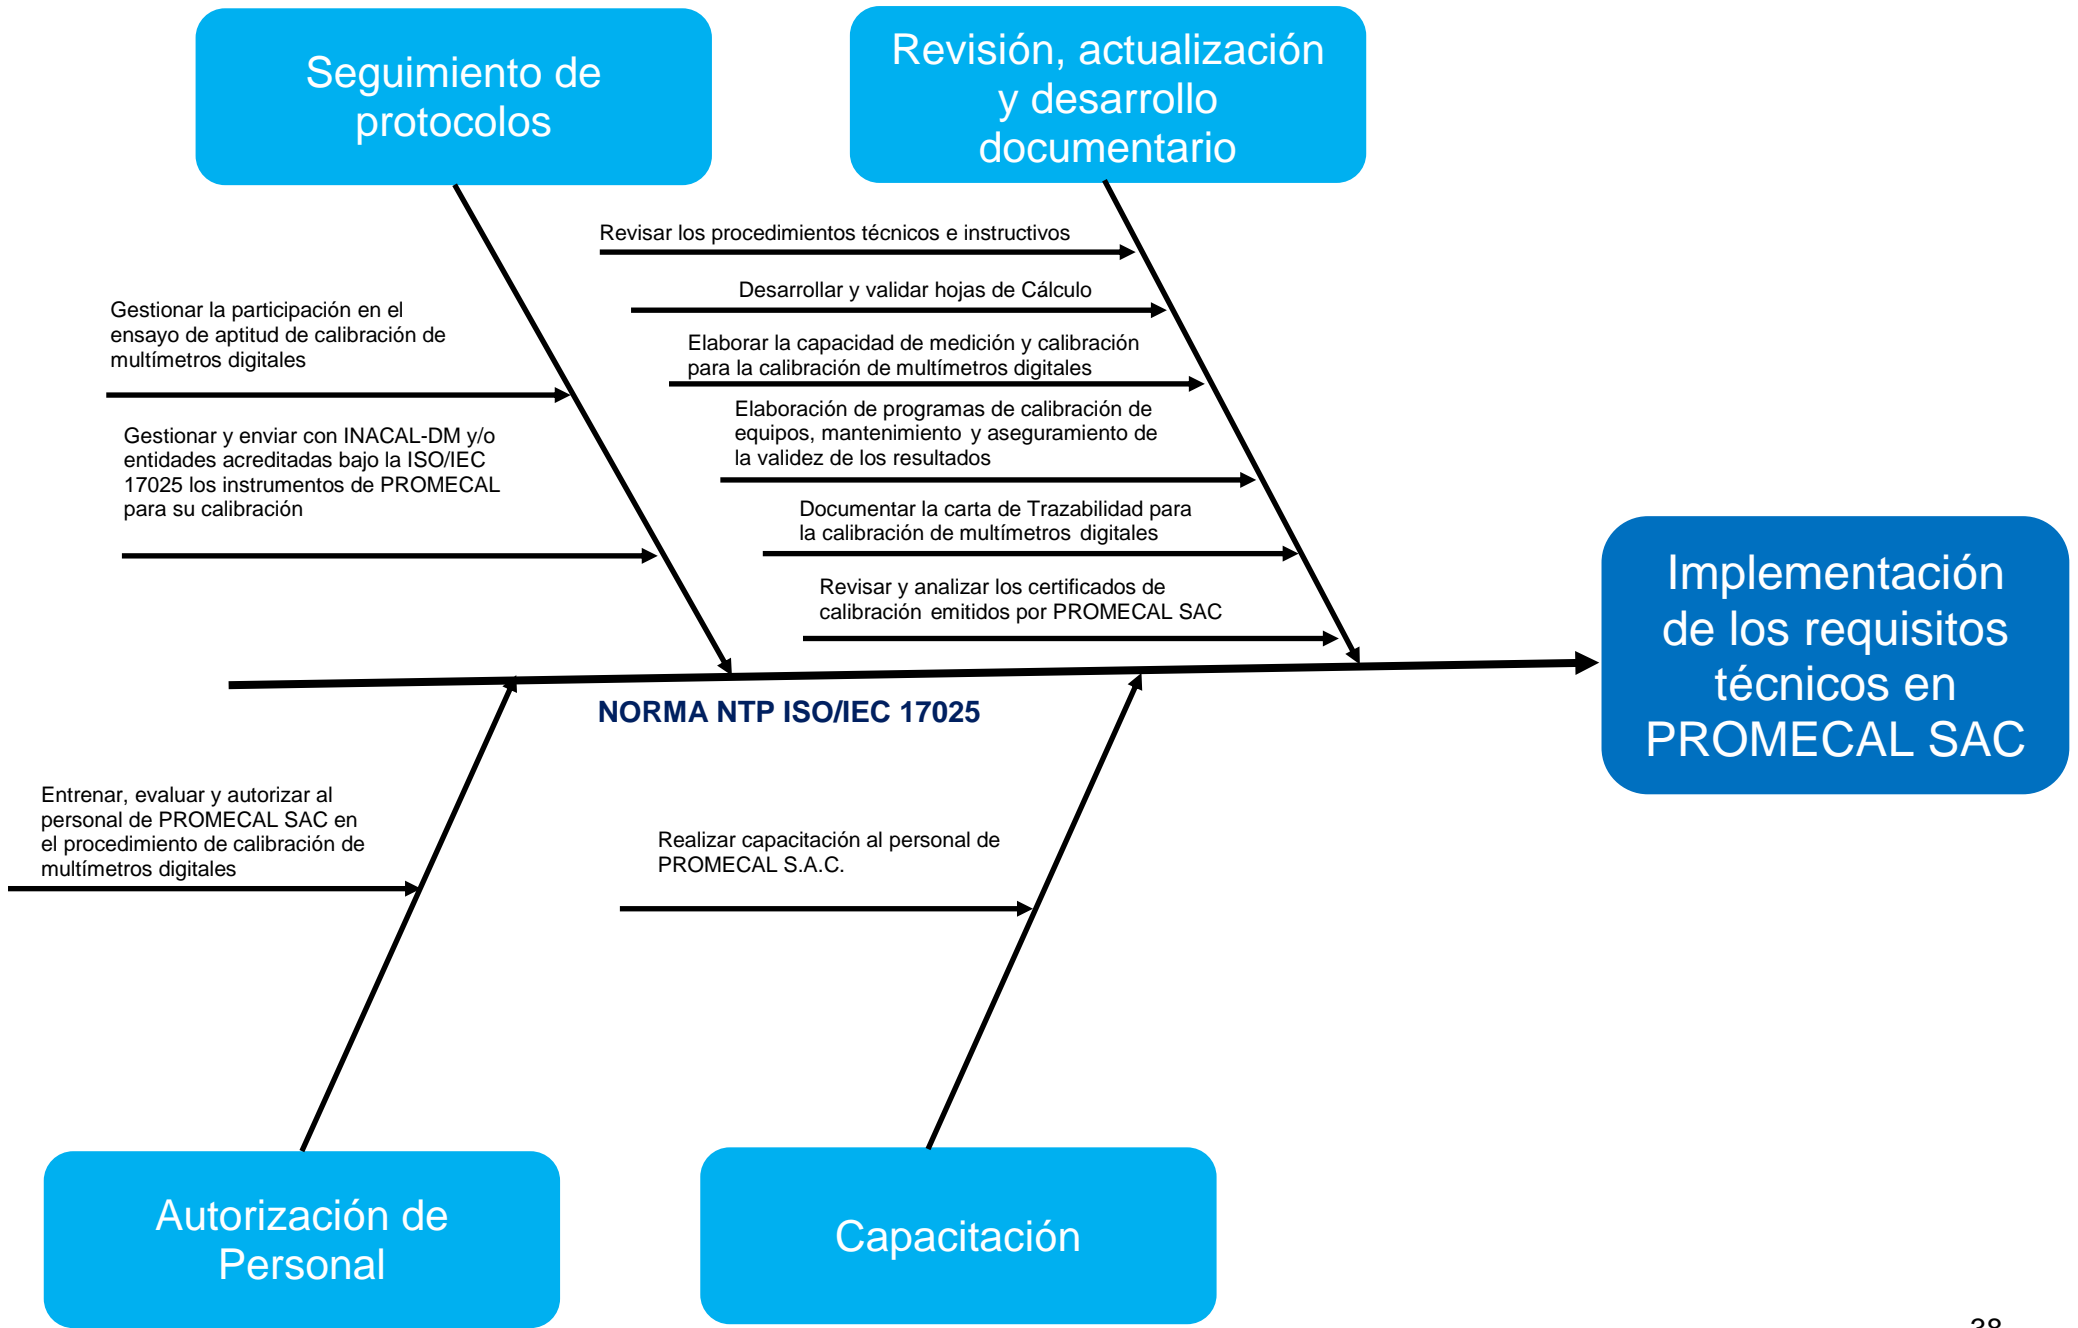 Seguimiento de
protocolos
Revisión, actualización
y desarrollo
documentario
Revisar los procedimientos técnicos e instructivos
Desarrollar y validar hojas de Cálculo
Gestionar la participación en el
ensayo de aptitud de calibración de
multímetros digitales
Elaborar la capacidad de medición y calibración
para la calibración de multímetros digitales
Elaboración de programas de calibración de
equipos, mantenimiento y aseguramiento de
la validez de los resultados
Gestionar y enviar con INACAL-DM y/o
entidades acreditadas bajo la ISO/IEC
17025 los instrumentos de PROMECAL
para su calibración
Documentar la carta de Trazabilidad para
la calibración de multímetros digitales
Revisar y analizar los certificados de
calibración emitidos por PROMECAL SAC
Implementación
de los requisitos
técnicos en
PROMECAL SAC
NORMA NTP ISO/IEC 17025
Entrenar, evaluar y autorizar al
personal de PROMECAL SAC en
el procedimiento de calibración de
multímetros digitales
Realizar capacitación al personal de
PROMECAL S.A.C.
Autorización de
Personal
Capacitación
38